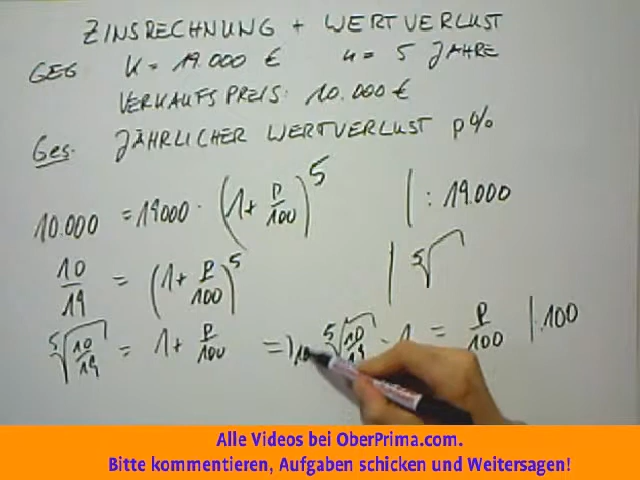 ZINSRECHNUNG + WERTVERLUST
GEG K = 19.000 € n = 5 JAHRE
VERKAUFSPREIS: 10.000 €
Ges. JÄHRLICHER WERTVERLUST p%
10.000 = 19000 · (1 + p/100)^5 | : 19.000
10/19 = (1 + p/100)^5 | ⁵√
⁵√(10/19) = 1 + p/100 => ⁵√(10/19) - 1 = p/100 | · 100
Alle Videos bei OberPrima.com.
Bitte kommentieren, Aufgaben schicken und Weitersagen!